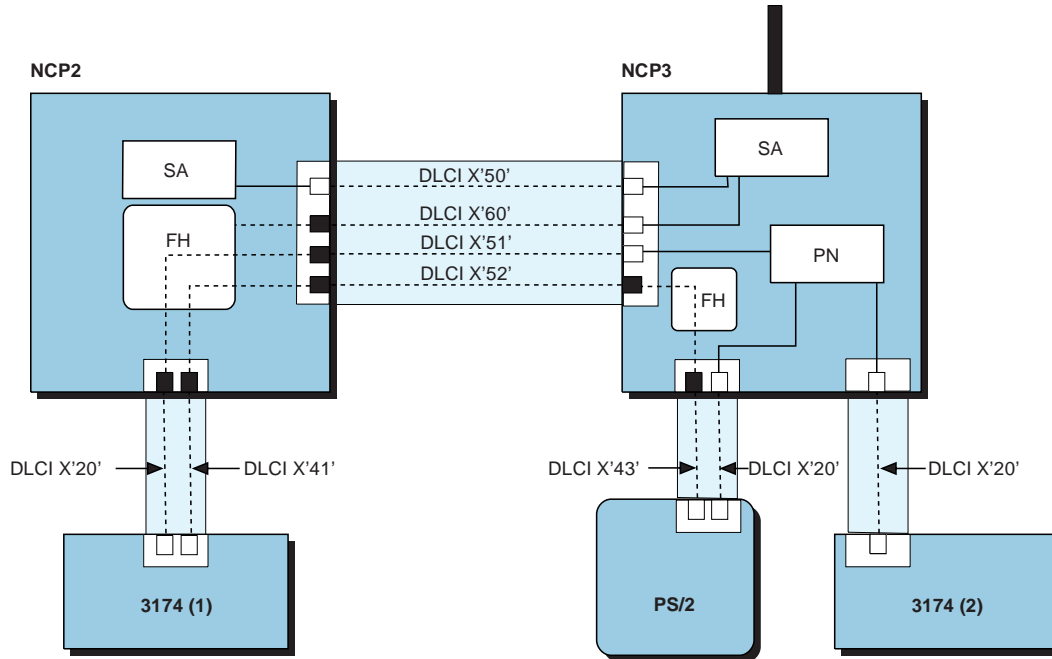 NCP2
NCP3
SA
SA
DLCI X'50'
DLCI X'60'
FH
DLCI X'51'
PN
DLCI X'52'
FH
DLCI X'20'
DLCI X'41'
DLCI X'43'
DLCI X'20'
DLCI X'20'
3174 (1)
PS/2
3174 (2)